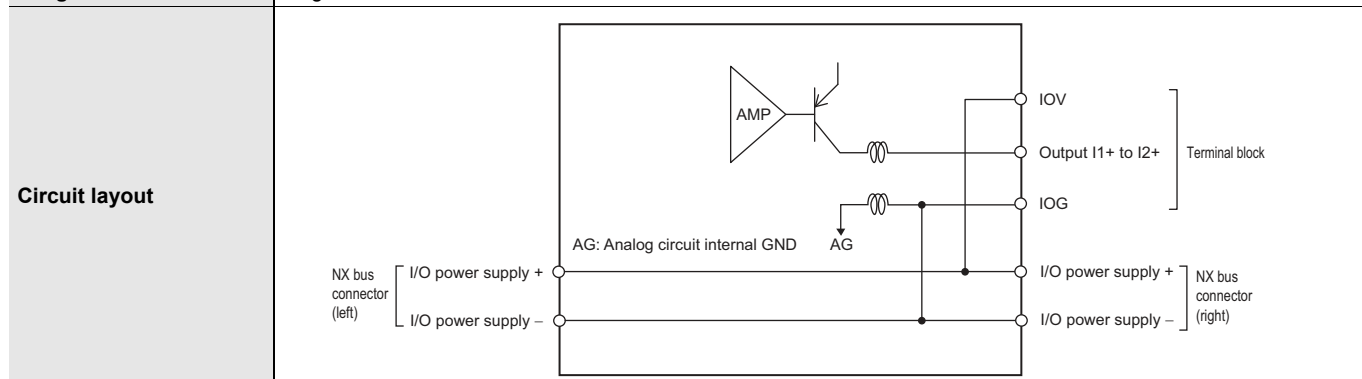 Circuit layout
AMP
IOV
Output I1+ to I2+
Terminal block
IOG
AG: Analog circuit internal GND
AG
NX bus
connector
(left)
I/O power supply +
I/O power supply −
I/O power supply +
I/O power supply −
NX bus
connector
(right)